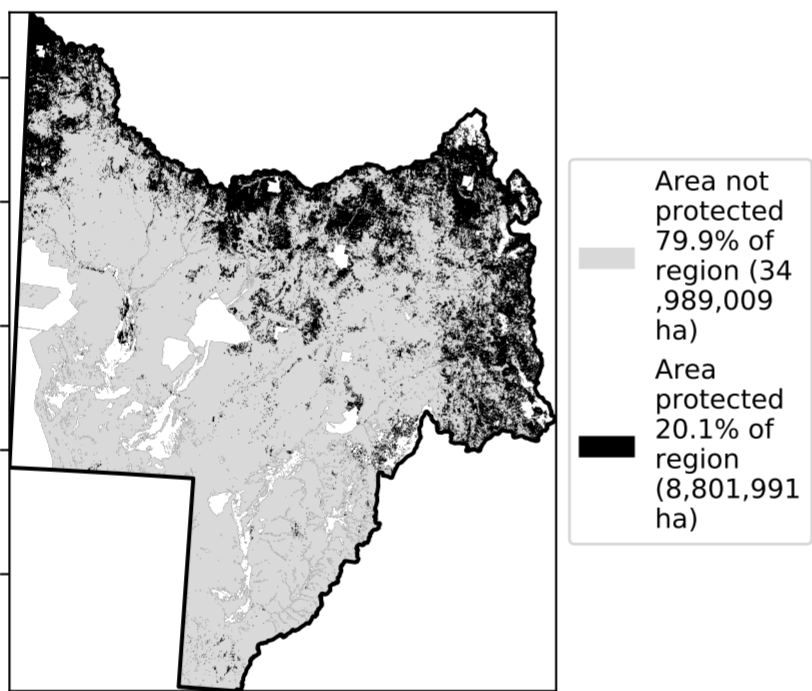 Area not
protected
79.9% of
region (34
,989,009
ha)
Area
protected
20.1% of
region
(8,801,991
ha)